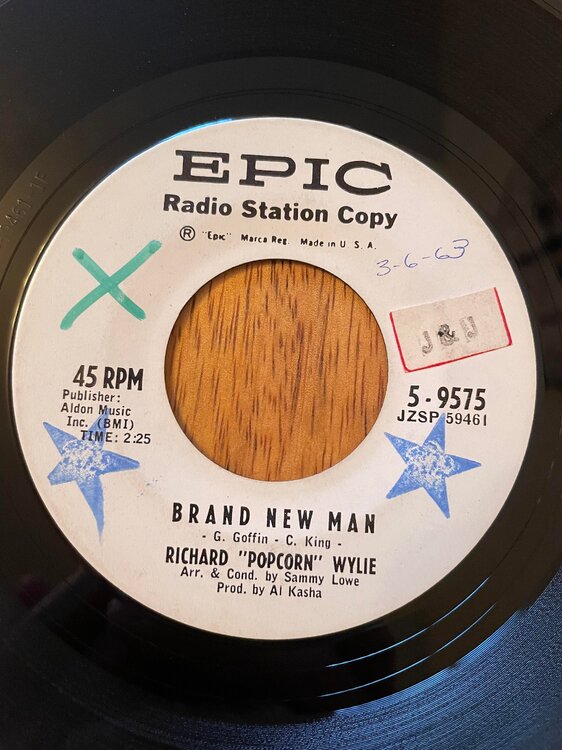 EPIC
Radio Station Copy
® "Epic" Marca Reg. Made in U. S. A.
3-6-63
J & J
45 RPM
Publisher:
Aldon Music
Inc. (BMI)
TIME: 2:25
5-9575
JZSP 59461
BRAND NEW MAN
- G. Goffin - C. King -
RICHARD "POPCORN" WYLIE
Arr. & Cond. by Sammy Lowe
Prod. by Al Kasha